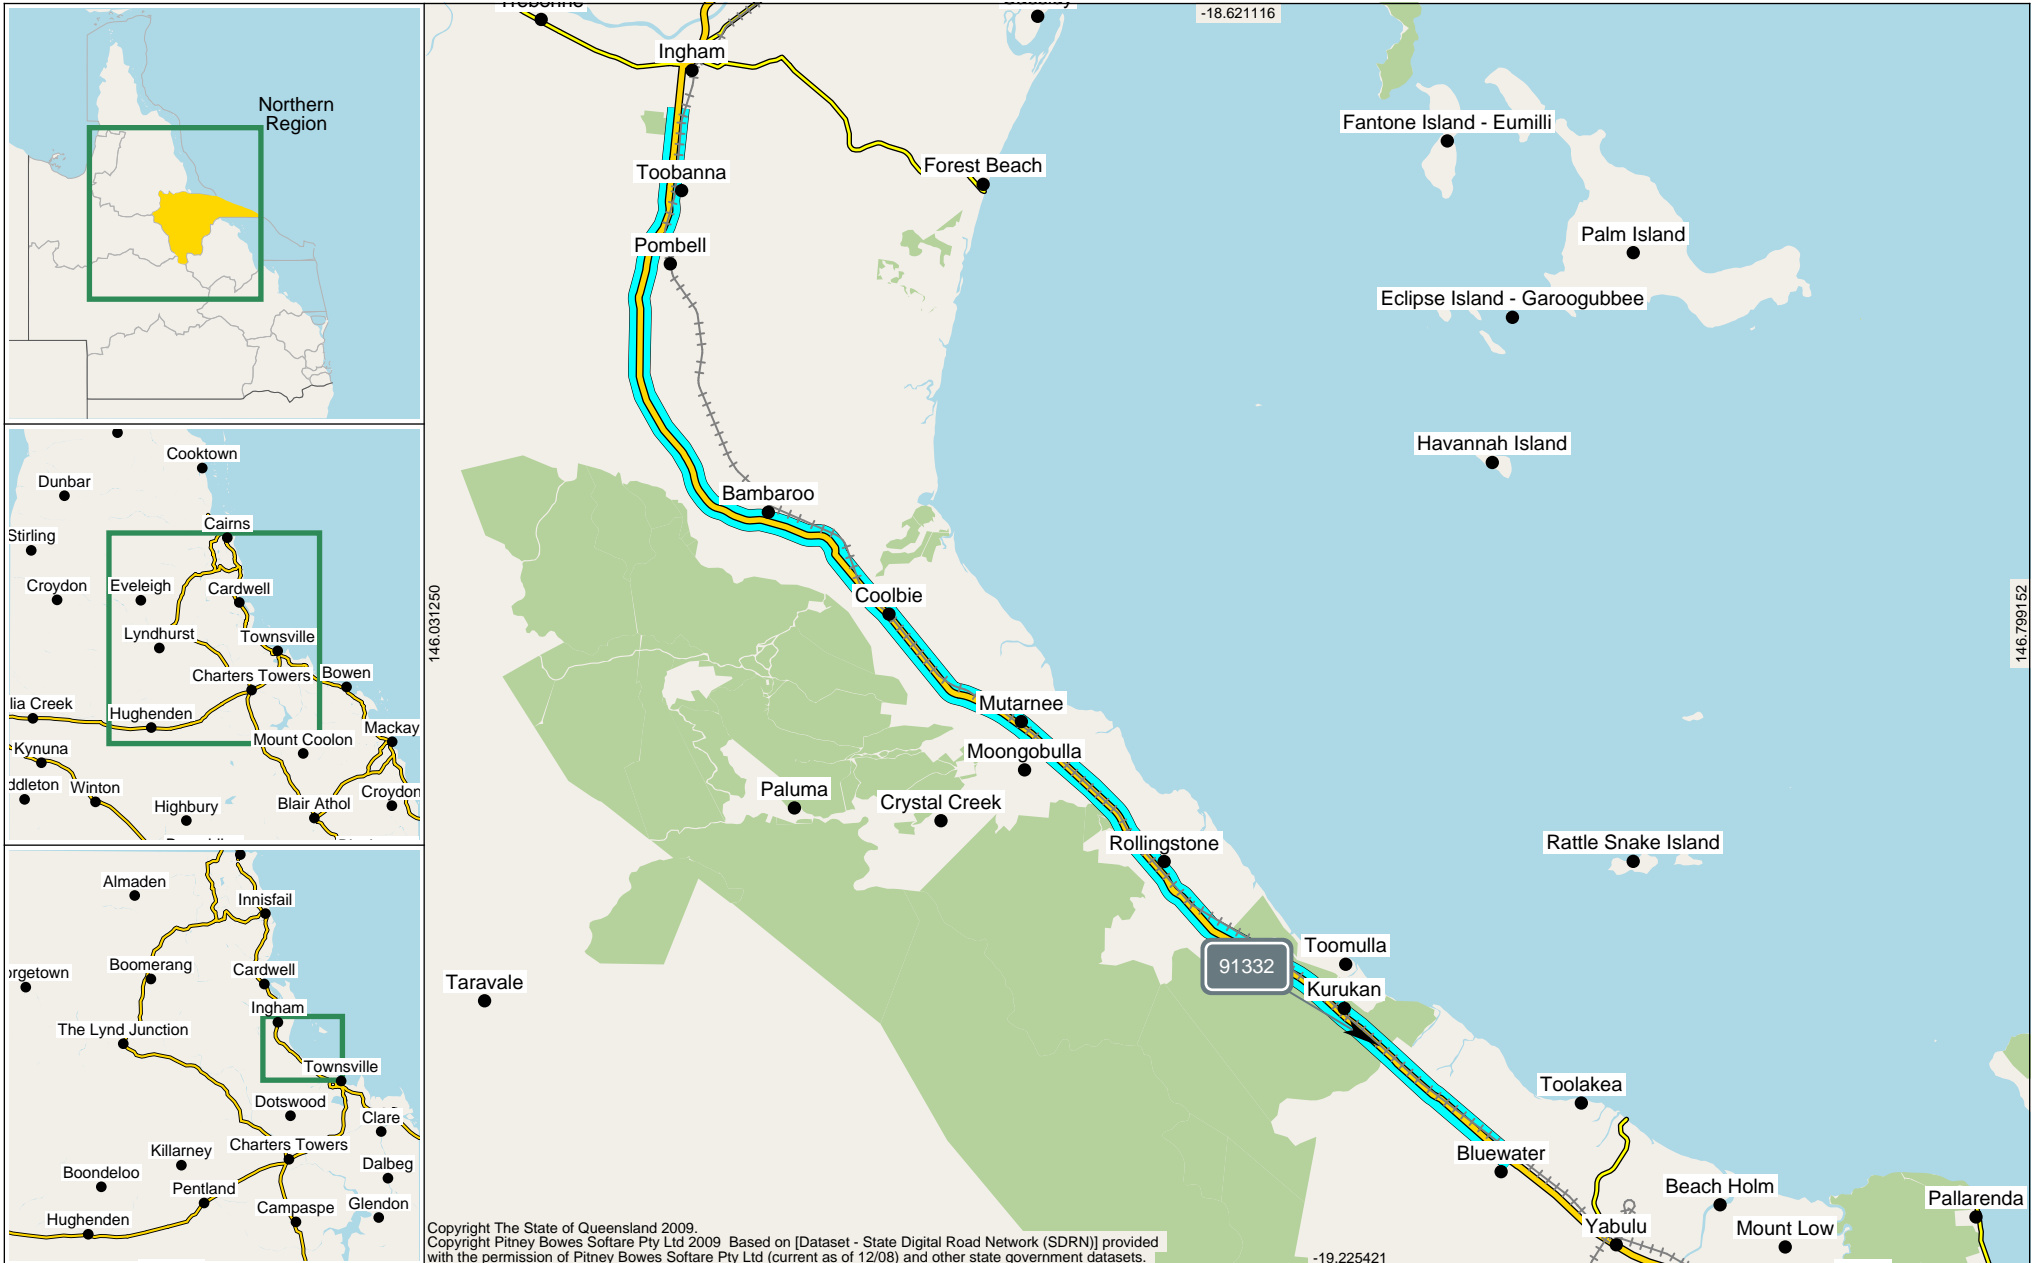 Northern
Region
Cooktown
Dunbar
Cairns
Stirling
Croydon
Eveleigh
Cardwell
Lyndhurst
Townsville
Charters Towers
Bowen
lia Creek
Hughenden
Mackay
Mount Coolon
Kynuna
ddleton
Winton
Highbury
Blair Athol
Croydon
Almaden
Innisfail
Boomerang
Cardwell
orgetown
Ingham
The Lynd Junction
Townsville
Dotswood
Clare
Charters Towers
Killarney
Dalbeg
Boondeloo
Pentland
Campaspe
Glendon
Hughenden
Trebonne
-18.621116
Ingham
Fantone Island - Eumilli
Forest Beach
Toobanna
Pombell
Palm Island
Eclipse Island - Garoogubbee
Havannah Island
Bambaroo
146.031250
146.799152
Coolbie
Mutarnee
Moongobulla
Paluma
Crystal Creek
Rollingstone
Rattle Snake Island
Toomulla
91332
Taravale
Kurukan
Toolakea
Bluewater
Beach Holm
Pallarenda
Yabulu
Mount Low
Copyright The State of Queensland 2009.
Copyright Pitney Bowes Softare Pty Ltd 2009 Based on [Dataset - State Digital Road Network (SDRN)] provided
with the permission of Pitney Bowes Softare Pty Ltd (current as of 12/08) and other state government datasets.
-19.225421